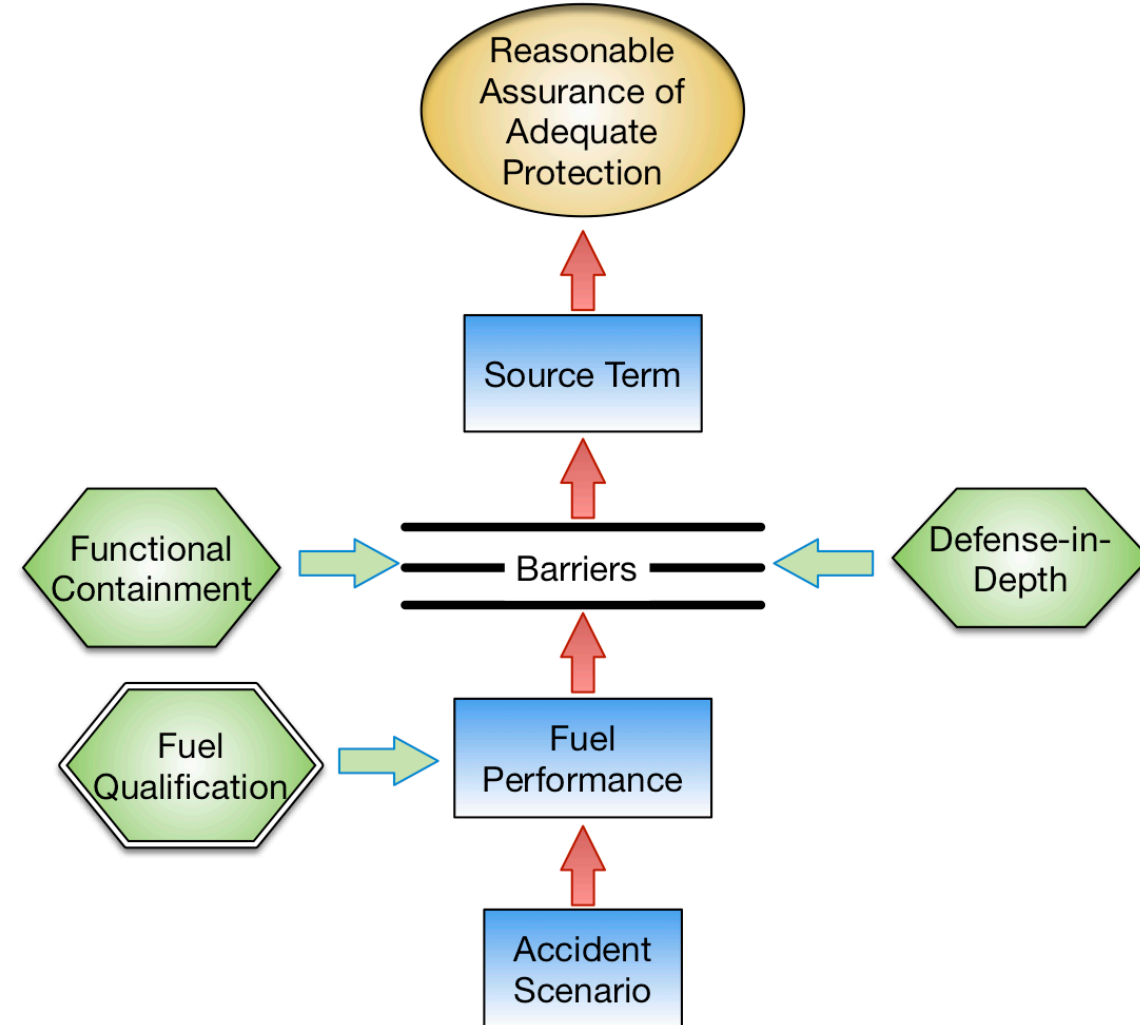 Reasonable
Assurance of
Adequate
Protection
Source Term
Functional
Containment
Barriers
Defense-in-
Depth
Fuel
Qualification
Fuel
Performance
Accident
Scenario